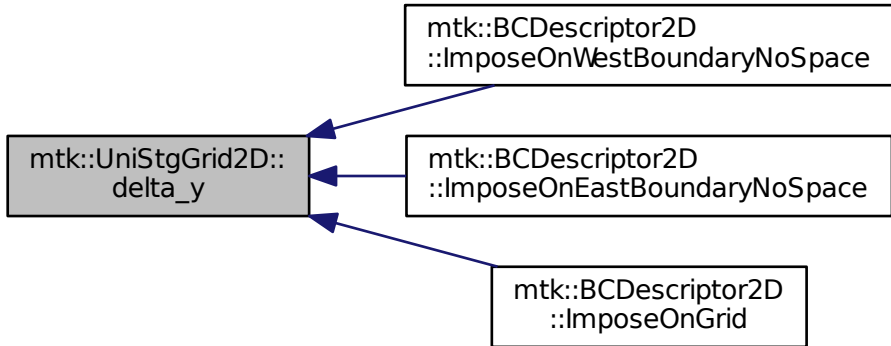 mtk::BCDescriptor2D
::ImposeOnWestBoundaryNoSpace
mtk::UniStgGrid2D::
delta_y
mtk::BCDescriptor2D
::ImposeOnEastBoundaryNoSpace
mtk::BCDescriptor2D
::ImposeOnGrid